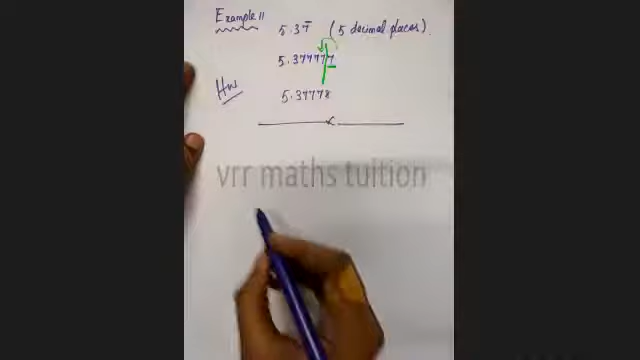 Example 11
5.37̅ (5 decimal places).
5.377777
HW
5.37778
vrr maths tuition